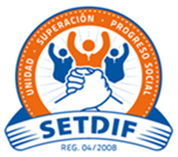 UNIDAD · SUPERACIÓN · PROGRESO SOCIAL
SETDIF
REG. 04/2008